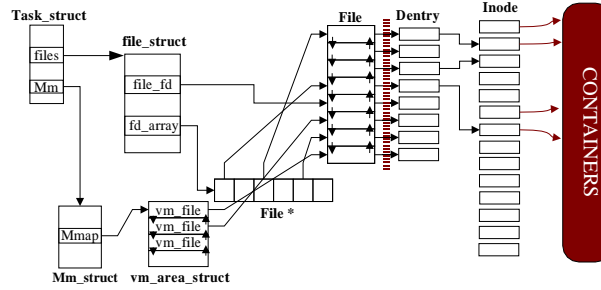 Task_struct
files
Mm
file_struct
file_fd
fd_array
File
Dentry
Inode
CONTAINERS
File *
Mmap
Mm_struct
vm_file
vm_file
vm_file
vm_area_struct